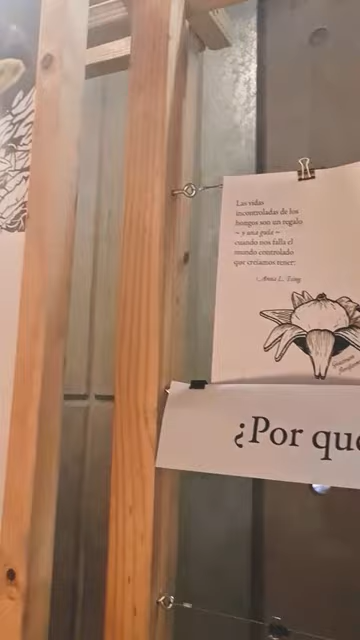 Las vidas
incontroladas de los
hongos son un regalo
– y una guía –
cuando nos falla el
mundo controlado
que creíamos tener.
- Anna L. Tsing
¿Por que